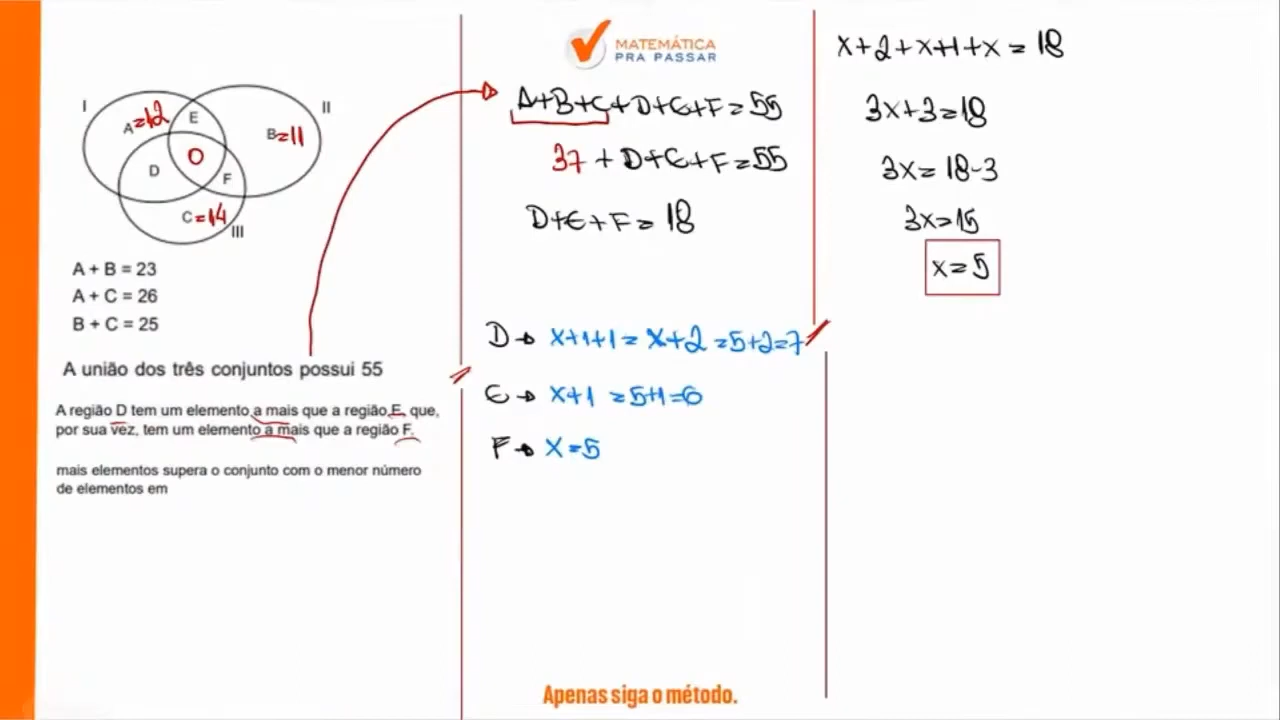 I
II
A=12
E
B=11
0
D
F
C=14
III
A + B = 23
A + C = 26
B + C = 25
A união dos três conjuntos possui 55
A região D tem um elemento a mais que a região E, que,
por sua vez, tem um elemento a mais que a região F.
mais elementos supera o conjunto com o menor número
de elementos em
MATEMÁTICA
PRA PASSAR
A+B+C+D+E+F=55
37 + D+E+F=55
D+E+F=18
D→ x+1+1=x+2=5+2=7
E→ x+1=5+1=6
F→ x=5
x+2+x+1+x=18
3x+3=18
3x=18-3
3x=15
x=5
Apenas siga o método.